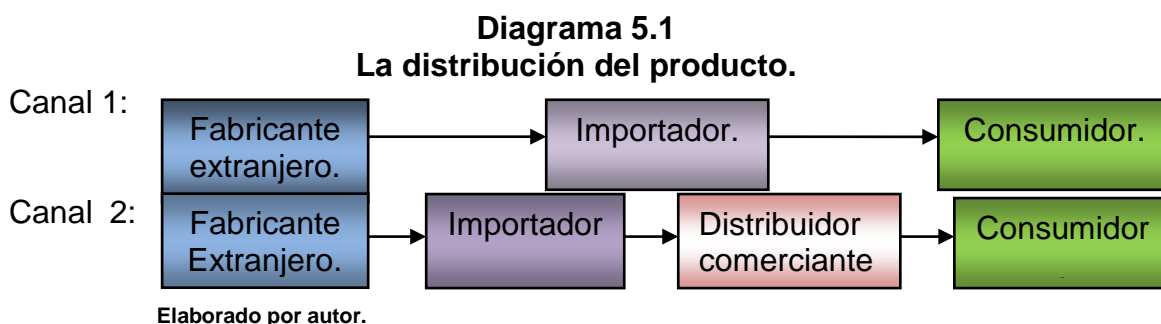 Diagrama 5.1
La distribución del producto.
Canal 1:
Fabricante
extranjero.
Importador.
Consumidor.
Canal 2:
Fabricante
Extranjero.
Importador
Distribuidor
comerciante
Consumidor
Elaborado por autor.